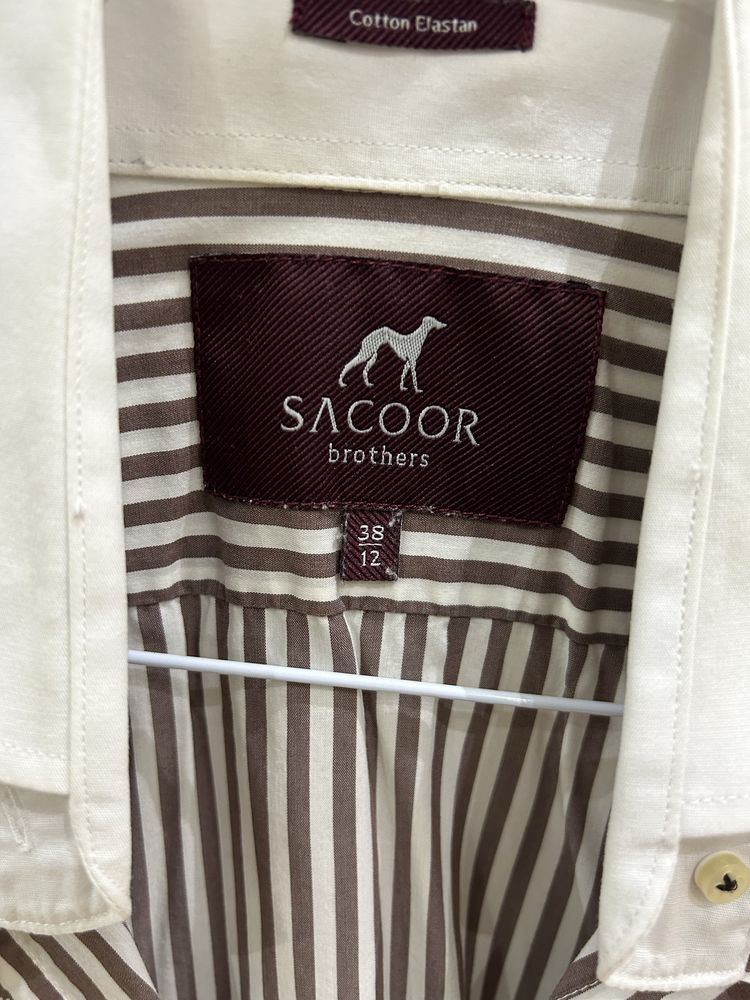 Cotton Elastan
SACOOR
brothers
38
12